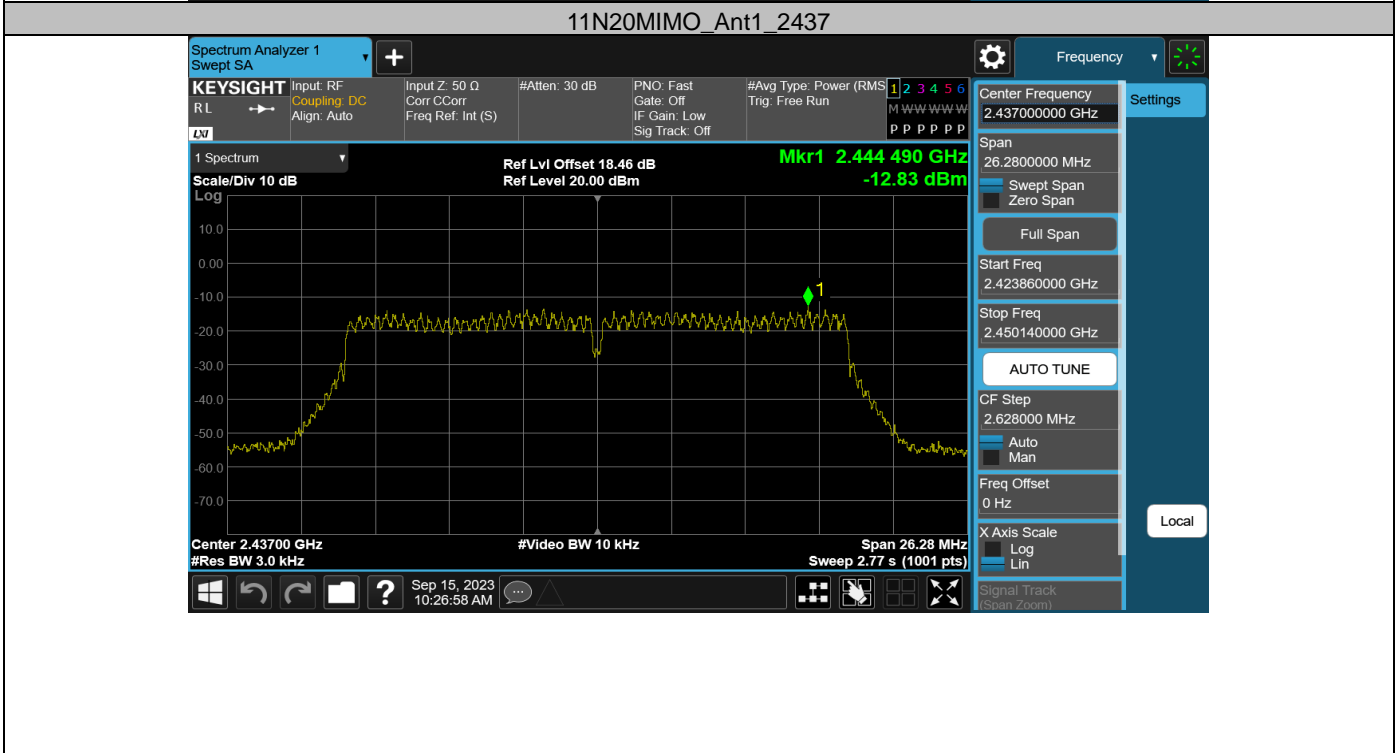 11N20MIMO_Ant1_2437
Spectrum Analyzer 1
Swept SA
+
Frequency
KEYSIGHT
RL
LXI
Input: RF
Coupling: DC
Align: Auto
Input Z: 50 Ω
Corr CCorr
Freq Ref: Int (S)
#Atten: 30 dB
PNO: Fast
Gate: Off
IF Gain: Low
Sig Track: Off
#Avg Type: Power (RMS
Trig: Free Run
1 2 3 4 5 6
M W W W W W
P P P P P P
1 Spectrum
Scale/Div 10 dB
Ref Lvl Offset 18.46 dB
Ref Level 20.00 dBm
Mkr1 2.444 490 GHz
-12.83 dBm
Log
10.0
0.00
-10.0
-20.0
-30.0
-40.0
-50.0
-60.0
-70.0
1
Center 2.43700 GHz
#Res BW 3.0 kHz
#Video BW 10 kHz
Span 26.28 MHz
Sweep 2.77 s (1001 pts)
Center Frequency
2.437000000 GHz
Span
26.2800000 MHz
Swept Span
Zero Span
Full Span
Start Freq
2.423860000 GHz
Stop Freq
2.450140000 GHz
AUTO TUNE
CF Step
2.628000 MHz
Auto
Man
Freq Offset
0 Hz
X Axis Scale
Log
Lin
Signal Track
(Span Zoom)
Settings
Local
?
Sep 15, 2023
10:26:58 AM